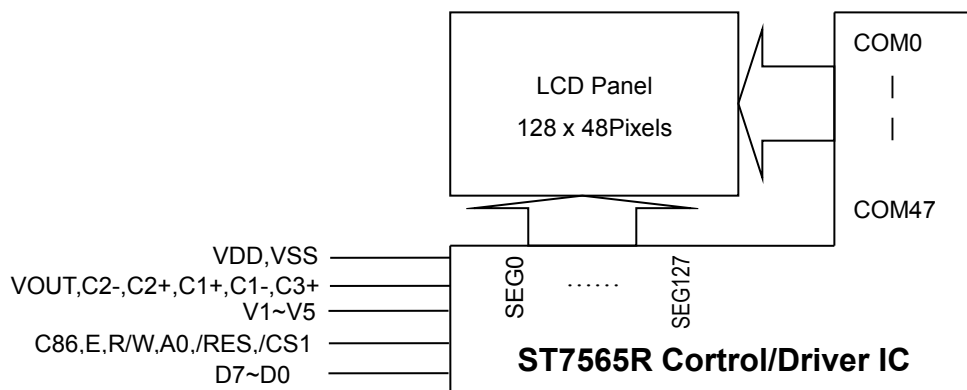 COM0
LCD Panel
128 x 48Pixels
COM47
VDD,VSS
VOUT,C2-,C2+,C1+,C1-,C3+
V1~V5
C86,E,R/W,A0,/RES,/CS1
D7~D0
SEG0
......
SEG127
ST7565R Cortrol/Driver IC